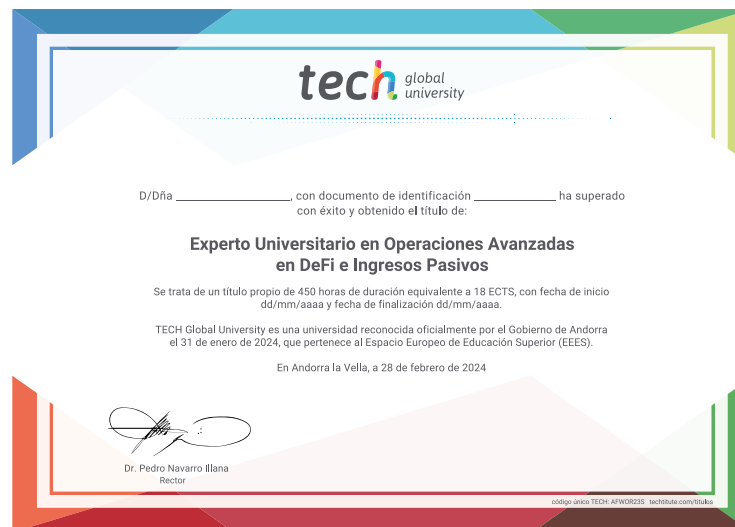 tech global university
D/Dña ______________, con documento de identificación ______________ ha superado
con éxito y obtenido el título de:
Experto Universitario en Operaciones Avanzadas
en DeFi e Ingresos Pasivos
Se trata de un título propio de 450 horas de duración equivalente a 18 ECTS, con fecha de inicio
dd/mm/aaaa y fecha de finalización dd/mm/aaaa.
TECH Global University es una universidad reconocida oficialmente por el Gobierno de Andorra
el 31 de enero de 2024, que pertenece al Espacio Europeo de Educación Superior (EEES).
En Andorra la Vella, a 28 de febrero de 2024
Dr. Pedro Navarro Illana
Rector
código único TECH: AFWOR23S techtitute.com/titulos